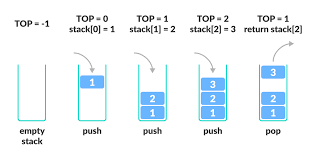 TOP = -1
TOP = 0
stack[0] = 1
TOP = 1
stack[1] = 2
TOP = 2
stack[2] = 3
TOP = 1
return stack[2]
1
2
1
3
2
1
3
2
1
empty
stack
push
push
push
pop